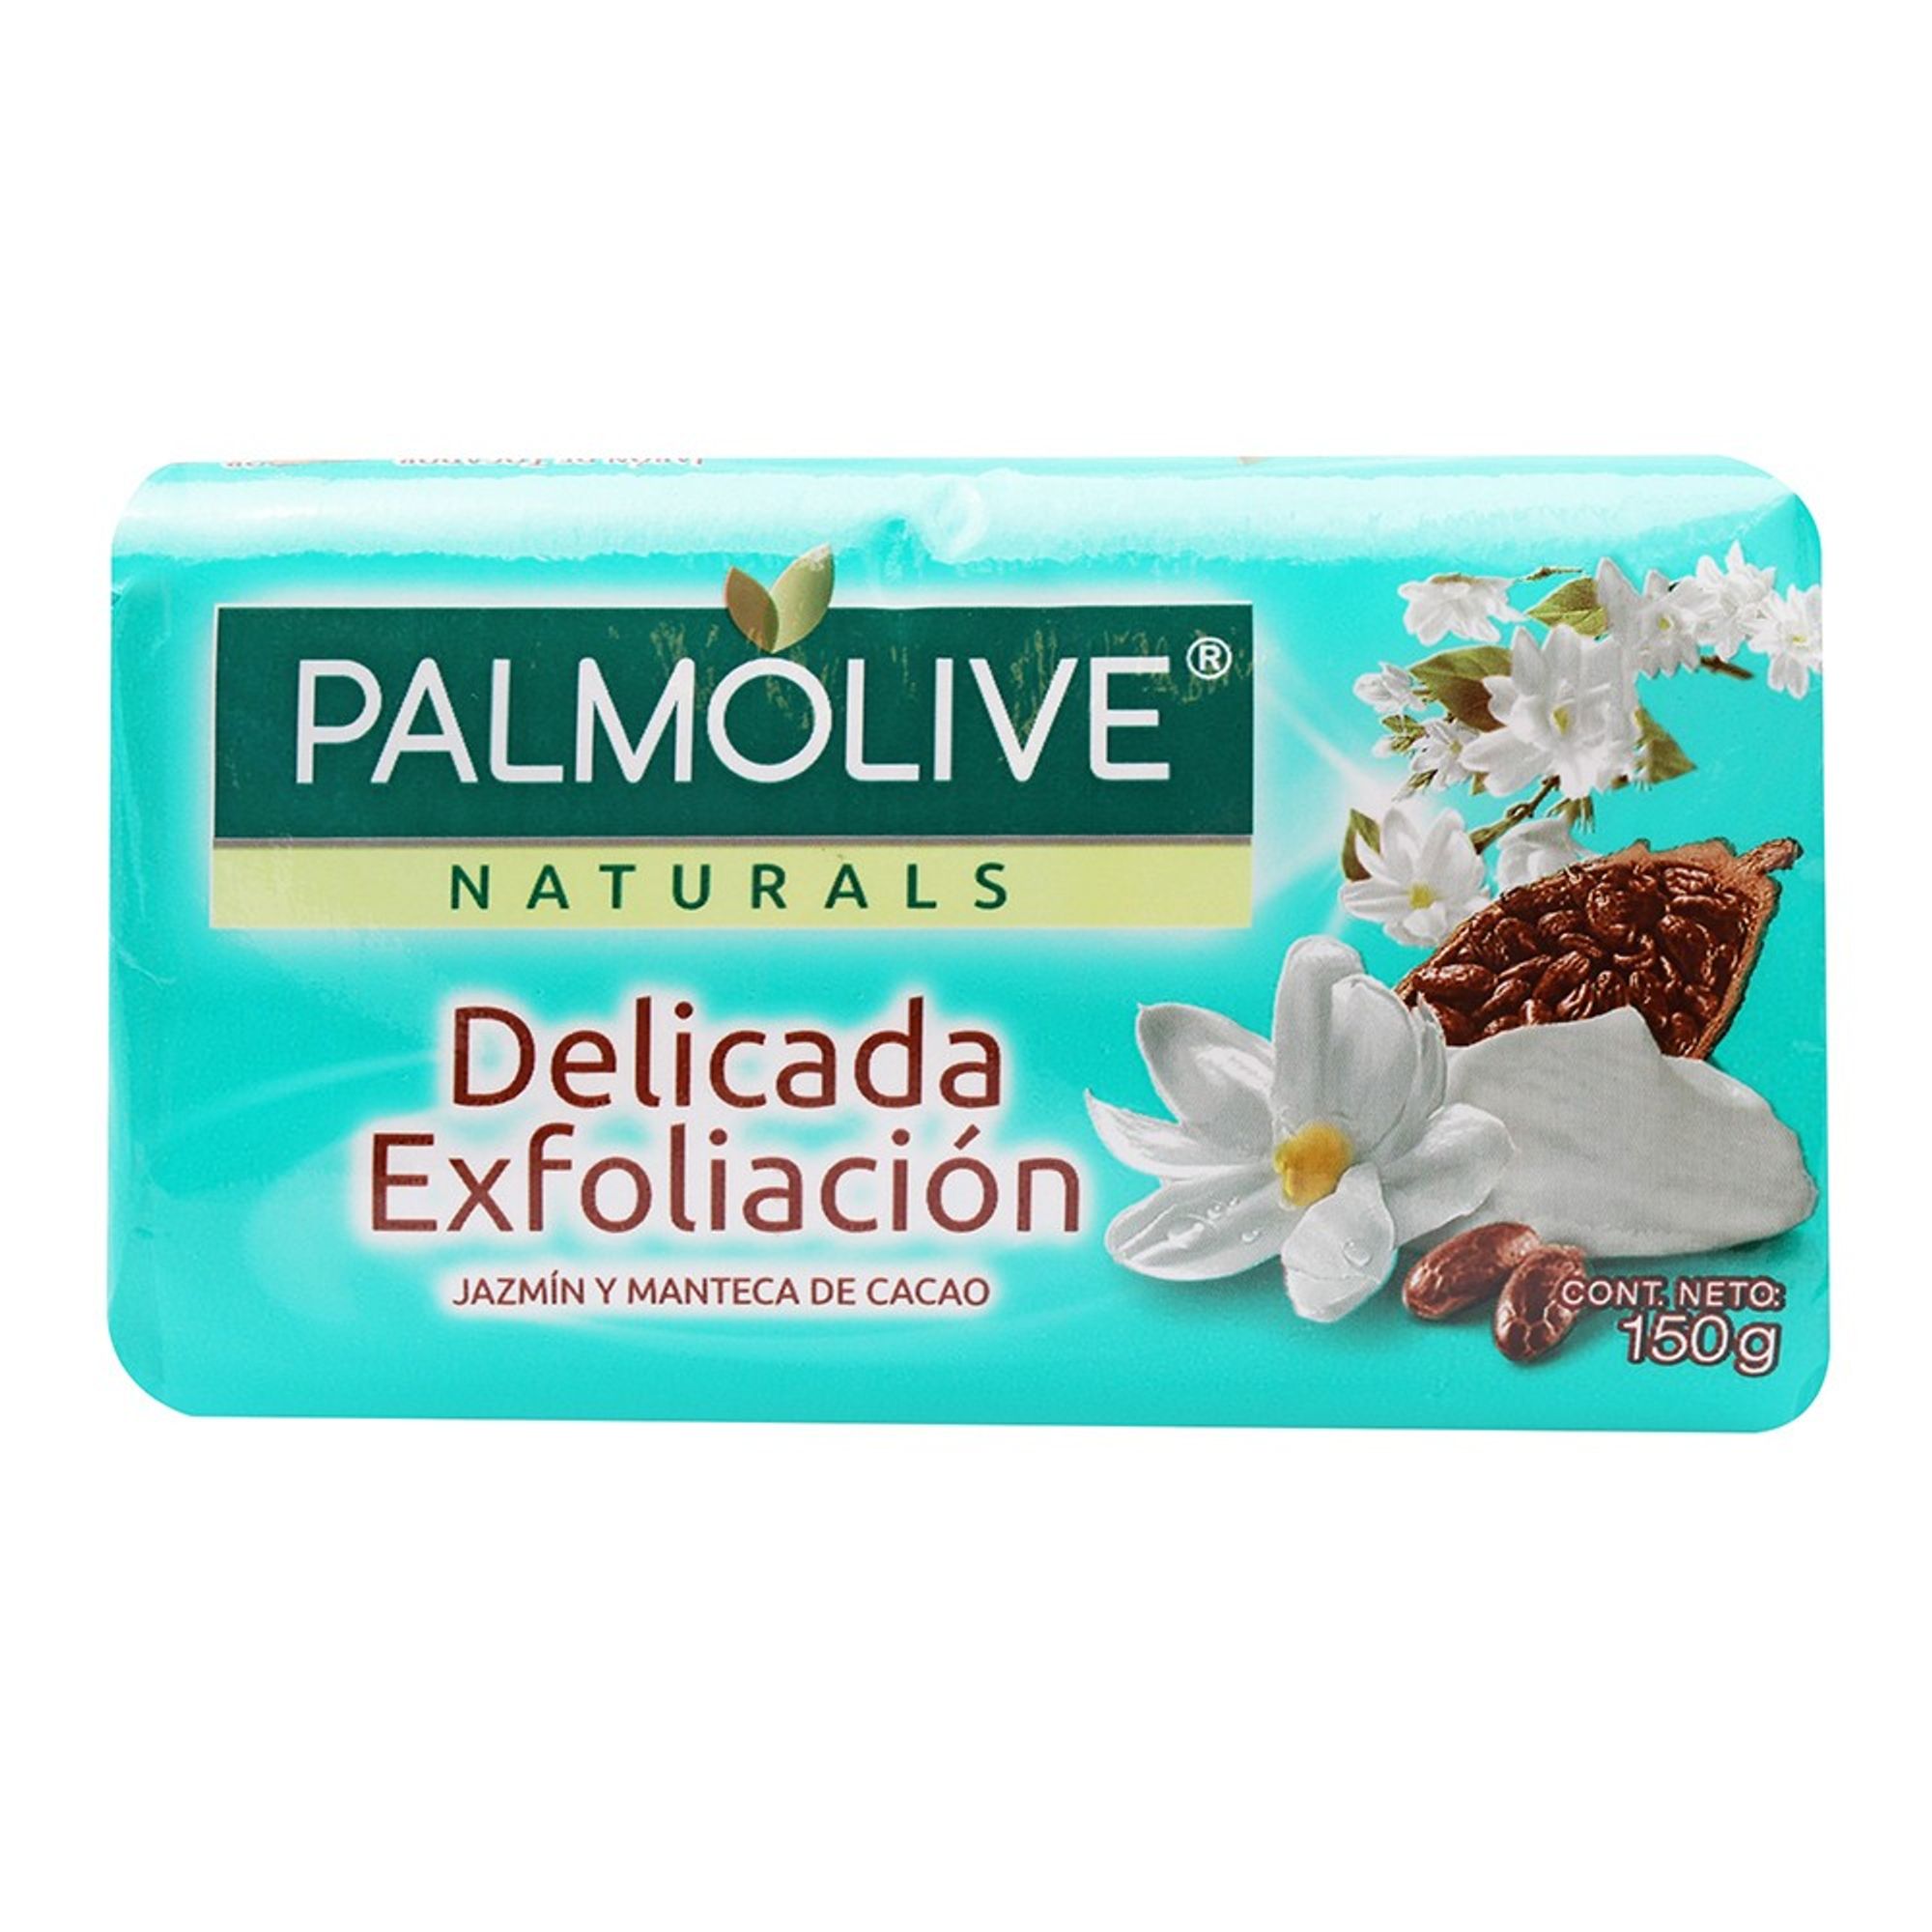 PALMOLIVE®
NATURALS
Delicada
Exfoliación
JAZMÍN Y MANTECA DE CACAO
CONT. NETO:
150g